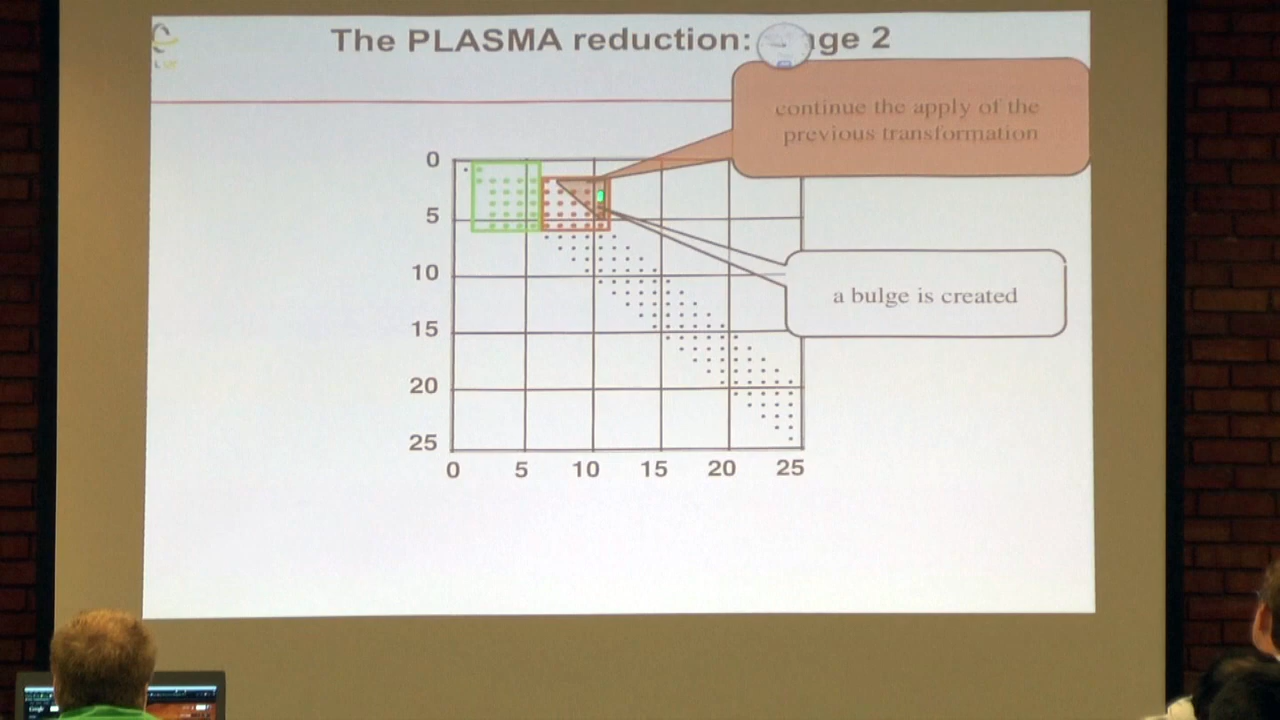 The PLASMA reduction: ge 2
continue the apply of the
previous transformation
a bulge is created
0
5
10
15
20
25
0 5 10 15 20 25
Google